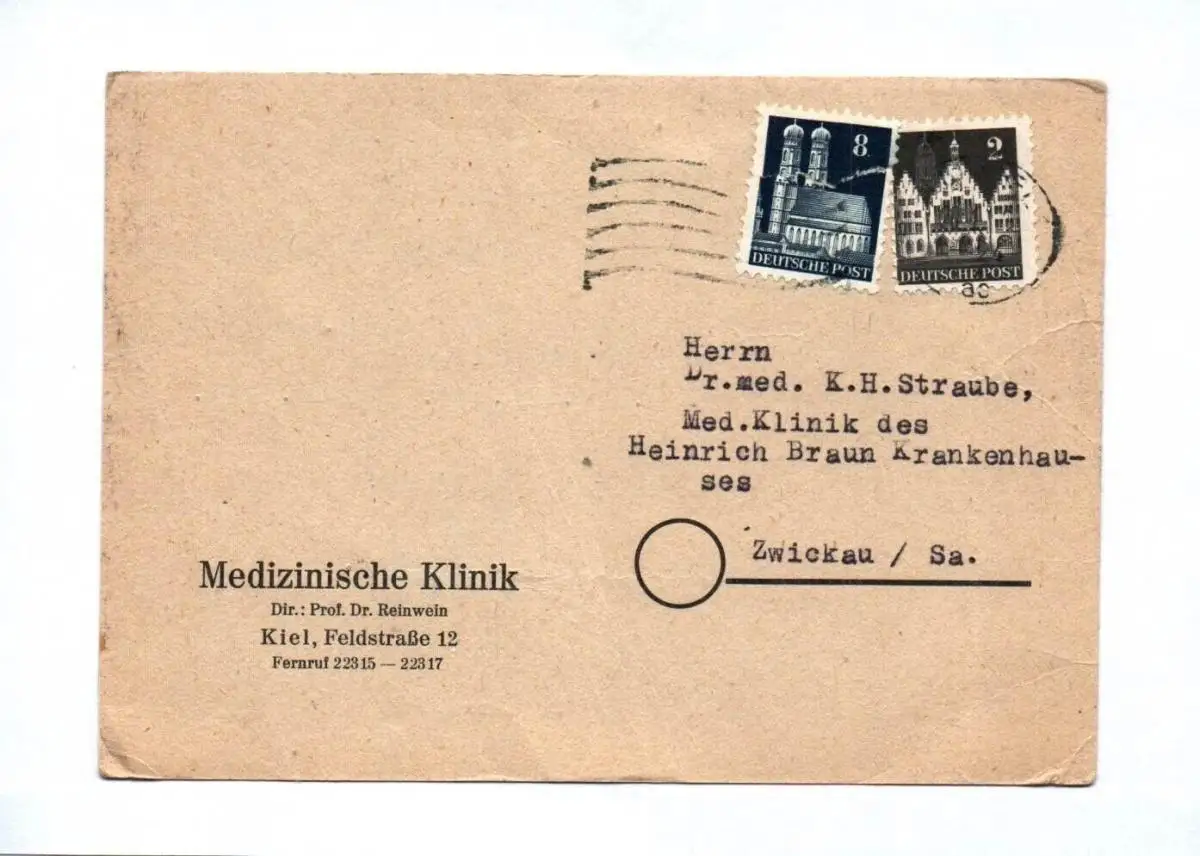 8
DEUTSCHE POST
2
DEUTSCHE POST
Herrn
Dr.med. K.H.Straube,
Med.Klinik des
Heinrich Braun Krankenhau-
ses
Zwickau / Sa.
Medizinische Klinik
Dir.: Prof. Dr. Reinwein
Kiel, Feldstraße 12
Fernruf 22315 — 22317